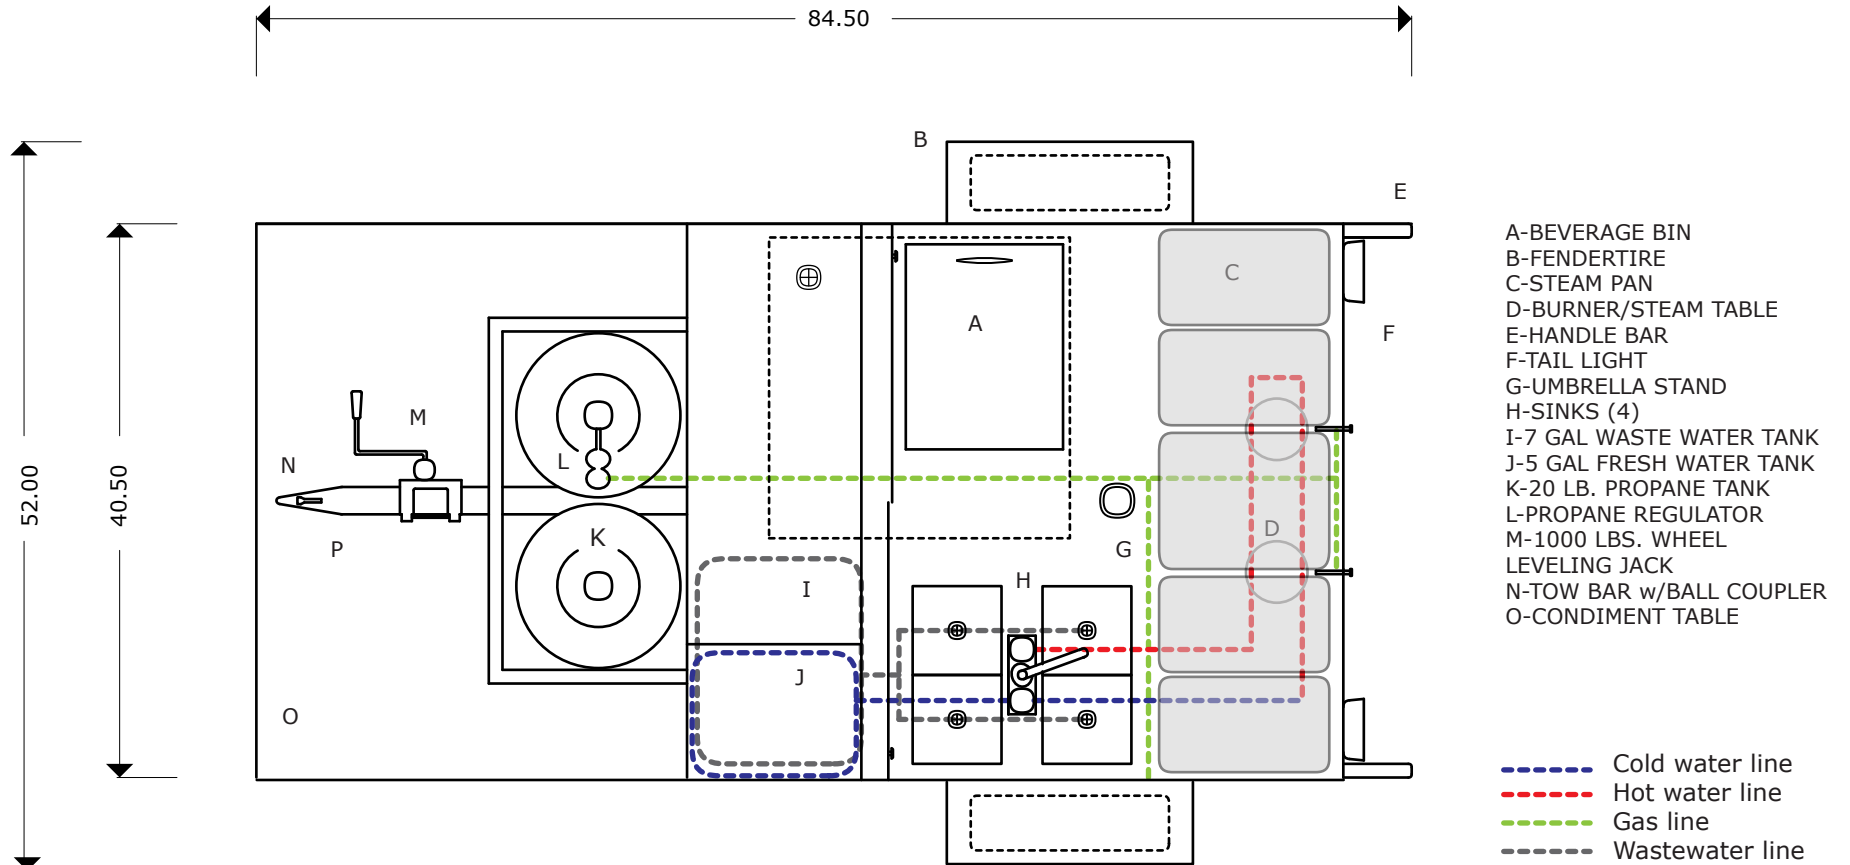 84.50
B
E
A-BEVERAGE BIN
B-FENDERTIRE
C-STEAM PAN
D-BURNER/STEAM TABLE
E-HANDLE BAR
F-TAIL LIGHT
G-UMBRELLA STAND
H-SINKS (4)
I-7 GAL WASTE WATER TANK
J-5 GAL FRESH WATER TANK
K-20 LB. PROPANE TANK
L-PROPANE REGULATOR
M-1000 LBS. WHEEL
LEVELING JACK
N-TOW BAR w/BALL COUPLER
O-CONDIMENT TABLE
C
A
F
M
L
N
52.00
40.50
K
D
P
G
H
I
J
O
Cold water line
Hot water line
Gas line
Wastewater line